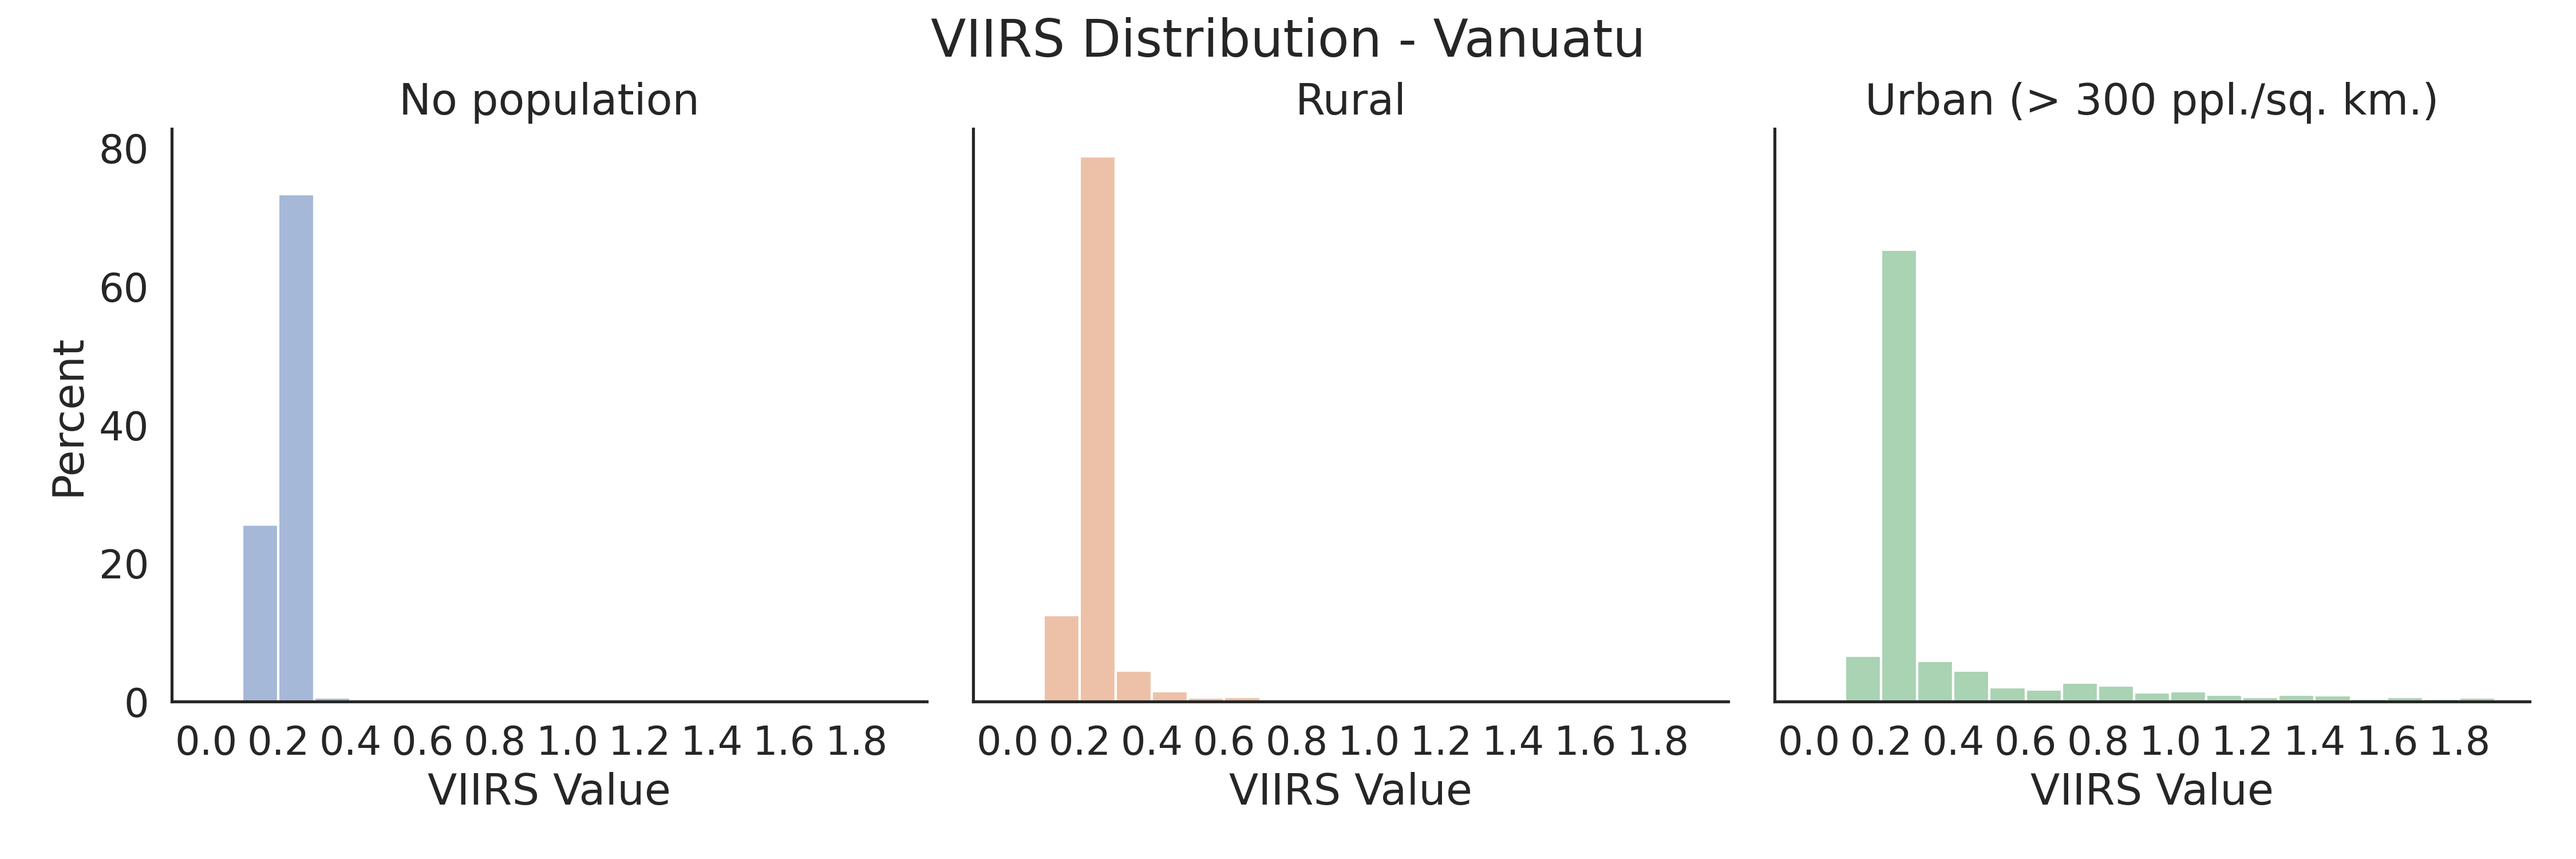 VIIRS Distribution - Vanuatu
No population
Rural
Urban (> 300 ppl./sq. km.)
Percent
80
60
40
20
0
0.0 0.2 0.4 0.6 0.8 1.0 1.2 1.4 1.6 1.8
0.0 0.2 0.4 0.6 0.8 1.0 1.2 1.4 1.6 1.8
0.0 0.2 0.4 0.6 0.8 1.0 1.2 1.4 1.6 1.8
VIIRS Value
VIIRS Value
VIIRS Value